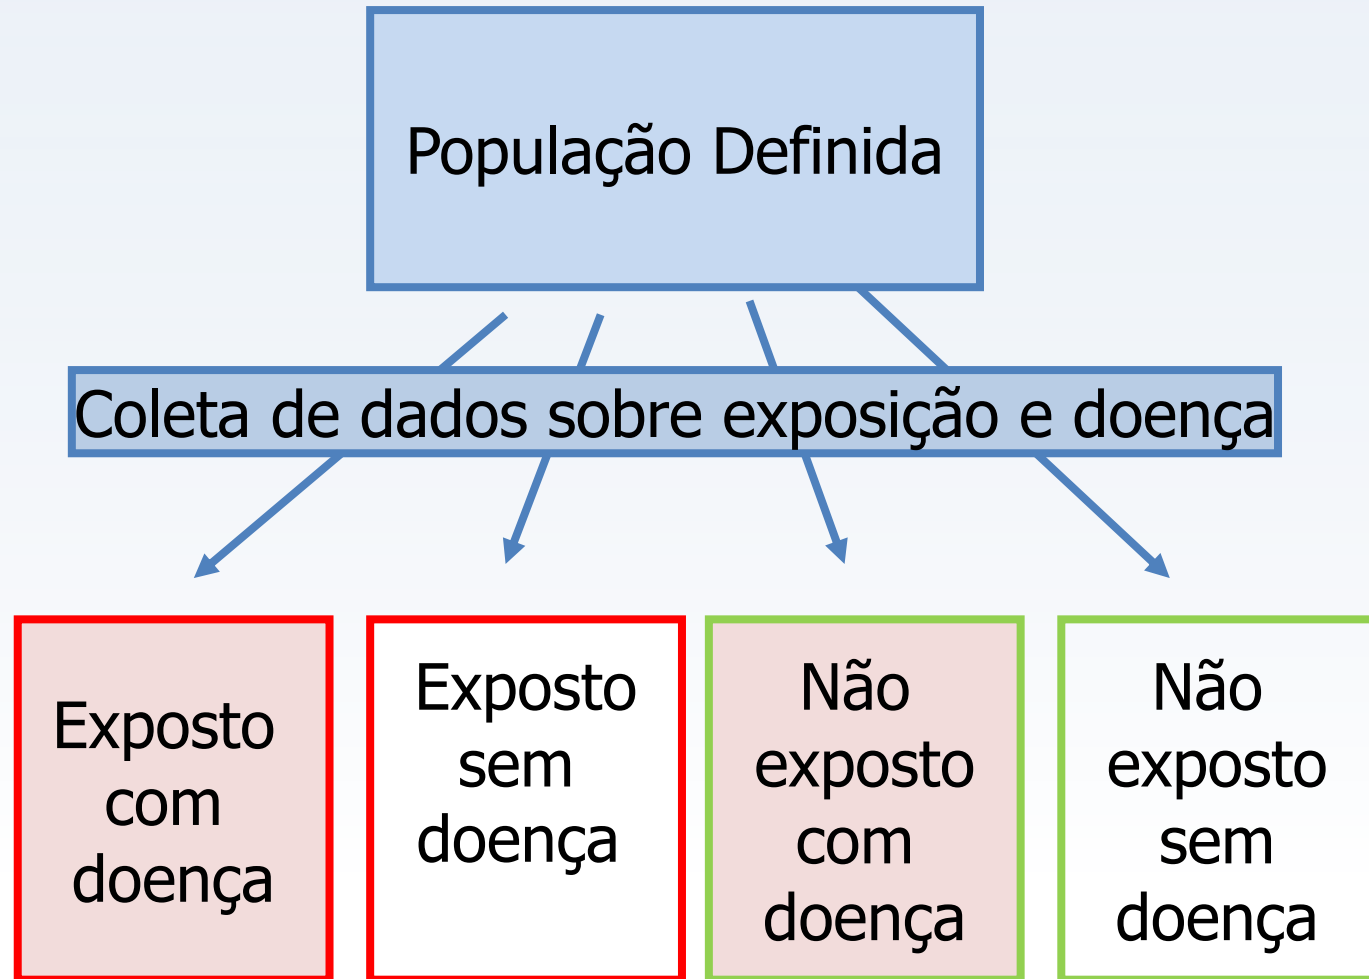 População Definida
Coleta de dados sobre exposição e doença
Exposto
com
doença
Exposto
sem
doença
Não
exposto
com
doença
Não
exposto
sem
doença